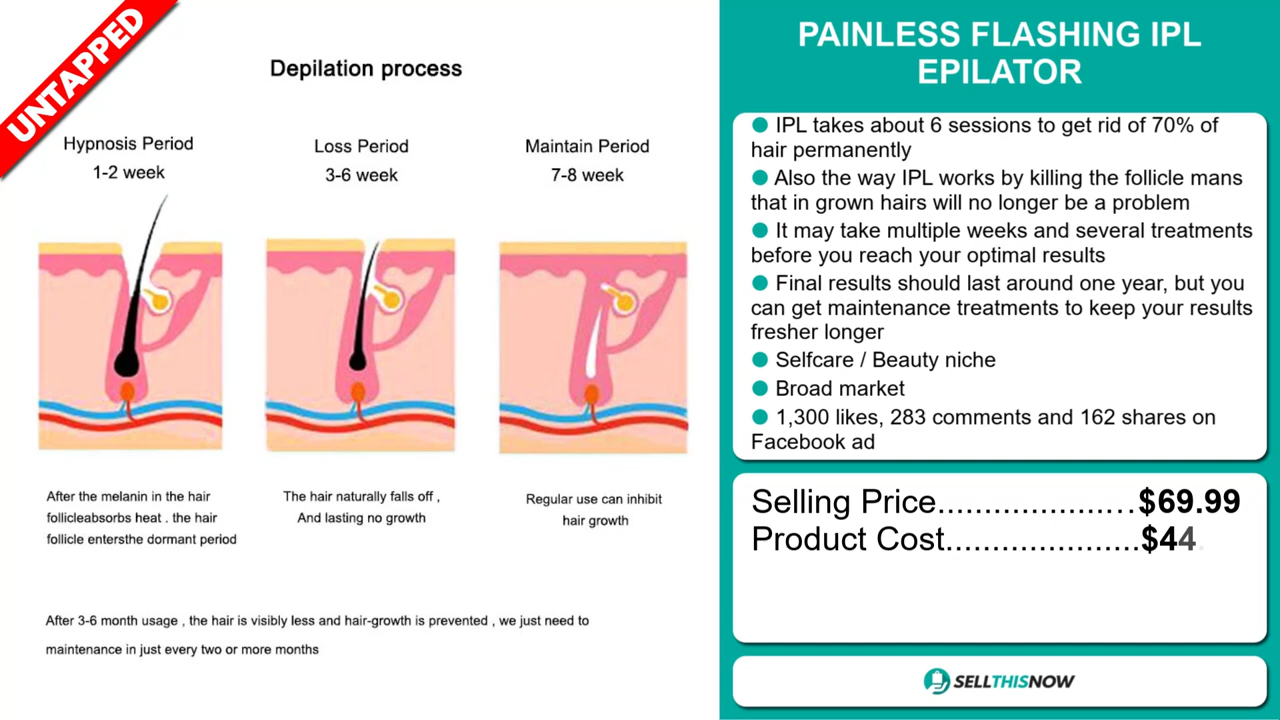 UNTAPPED
Depilation process
Hypnosis Period
1-2 week
Loss Period
3-6 week
Maintain Period
7-8 week
After the melanin in the hair
follicleabsorbs heat . the hair
follicle entersthe dormant period
The hair naturally falls off ,
And lasting no growth
Regular use can inhibit
hair growth
After 3-6 month usage , the hair is visibly less and hair-growth is prevented , we just need to
maintenance in just every two or more months
PAINLESS FLASHING IPL
EPILATOR
● IPL takes about 6 sessions to get rid of 70% of
hair permanently
● Also the way IPL works by killing the follicle mans
that in grown hairs will no longer be a problem
● It may take multiple weeks and several treatments
before you reach your optimal results
● Final results should last around one year, but you
can get maintenance treatments to keep your results
fresher longer
● Selfcare / Beauty niche
● Broad market
● 1,300 likes, 283 comments and 162 shares on
Facebook ad
Selling Price.......................$69.99
Product Cost.....................$44
SELLTHISNOW